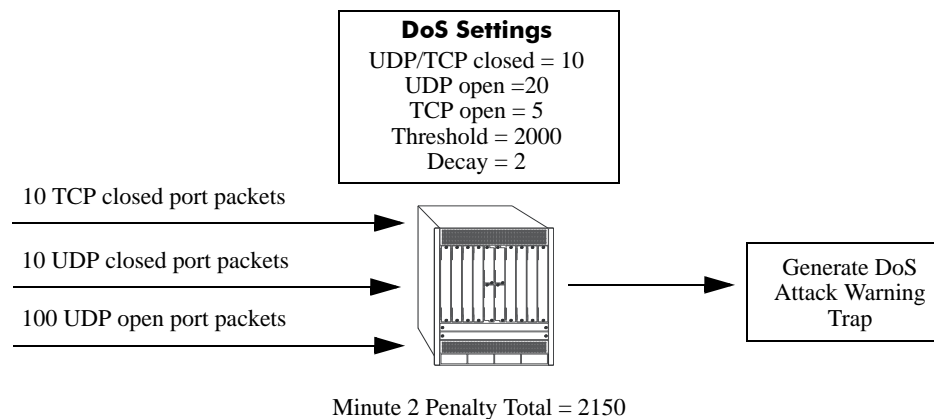 DoS Settings
UDP/TCP closed = 10
UDP open =20
TCP open = 5
Threshold = 2000
Decay = 2
10 TCP closed port packets
10 UDP closed port packets
100 UDP open port packets
Generate DoS
Attack Warning
Trap
Minute 2 Penalty Total = 2150